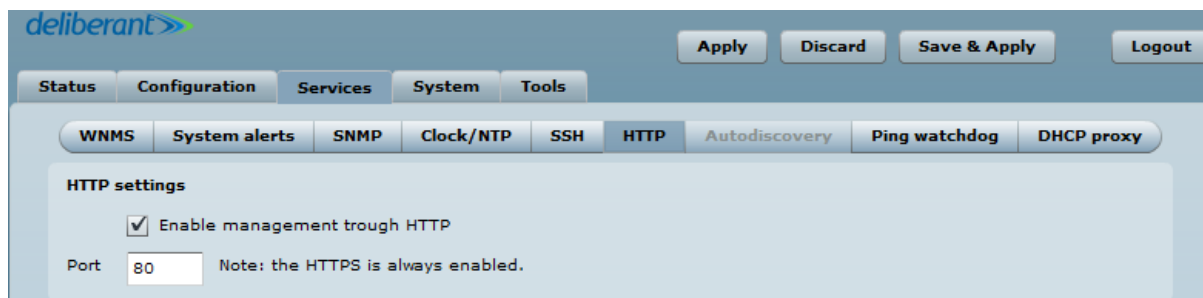 deliberant
Apply Discard Save & Apply Logout
Status Configuration Services System Tools
WNMS System alerts SNMP Clock/NTP SSH HTTP Autodiscovery Ping watchdog DHCP proxy
HTTP settings
Enable management trough HTTP
Port 80 Note: the HTTPS is always enabled.